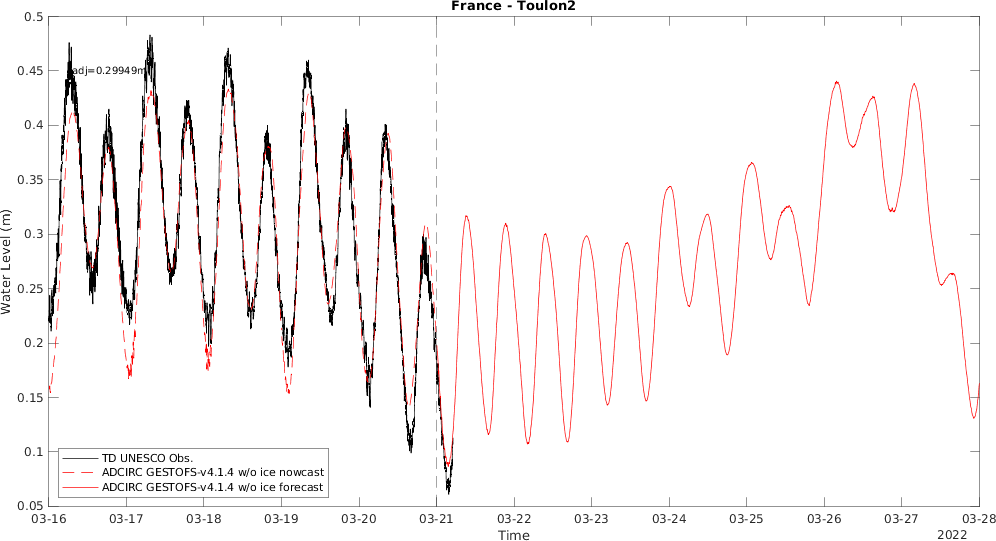 France - Toulon2
0.5
0.45
0.4
0.35
0.3
0.25
0.2
0.15
0.1
0.05
Water Level (m)
adj=0.29949m
TD UNESCO Obs.
ADCIRC GESTOFS-v4.1.4 w/o ice nowcast
ADCIRC GESTOFS-v4.1.4 w/o ice forecast
03-16 03-17 03-18 03-19 03-20 03-21 03-22 03-23 03-24 03-25 03-26 03-27 03-28
Time
2022